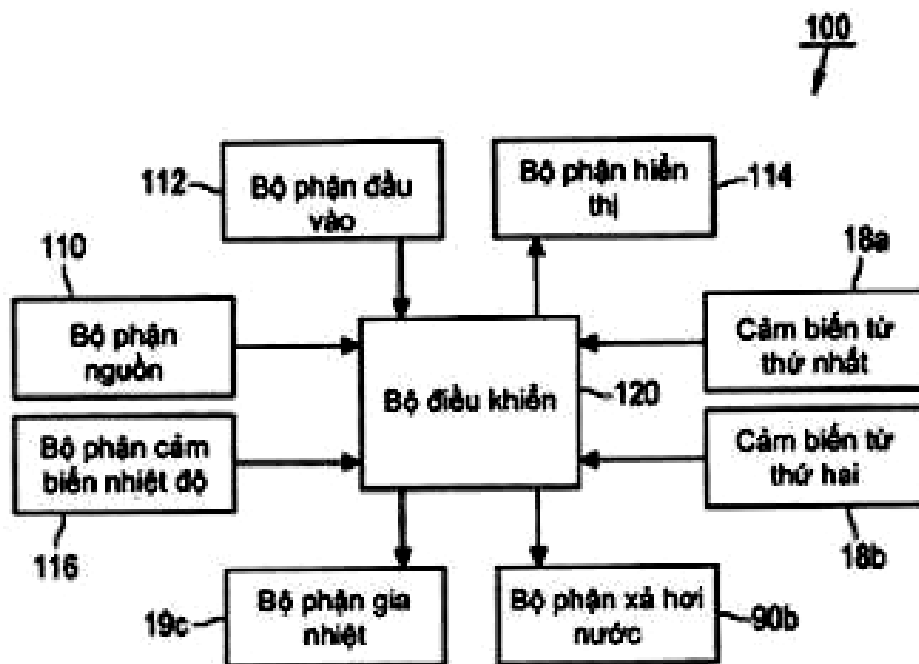 100
112
Bộ phận đầu
vào
Bộ phận hiển
thị
114
110
Bộ phận
nguồn
18a
Cảm biến từ
thứ nhất
Bộ điều khiển
120
Bộ phận cảm
biến nhiệt độ
116
Cảm biến từ
thứ hai
18b
19c
Bộ phận gia
nhiệt
Bộ phận xả hơi
nước
90b